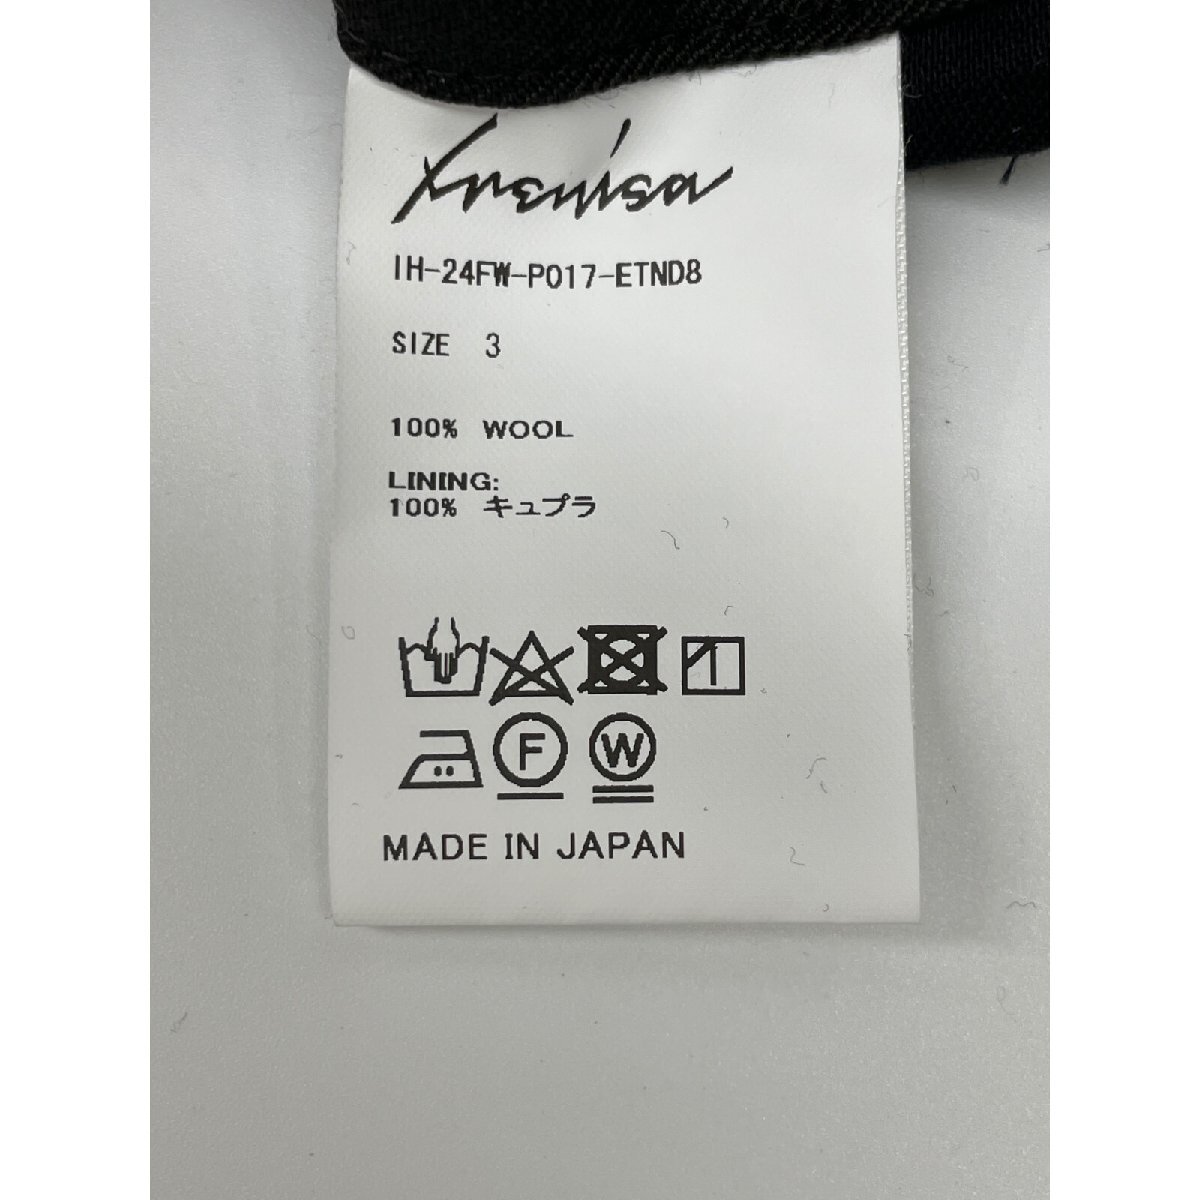 IH-24FW-P017-ETND8
SIZE 3
100% WOOL
LINING:
100% キュプラ
F
W
MADE IN JAPAN